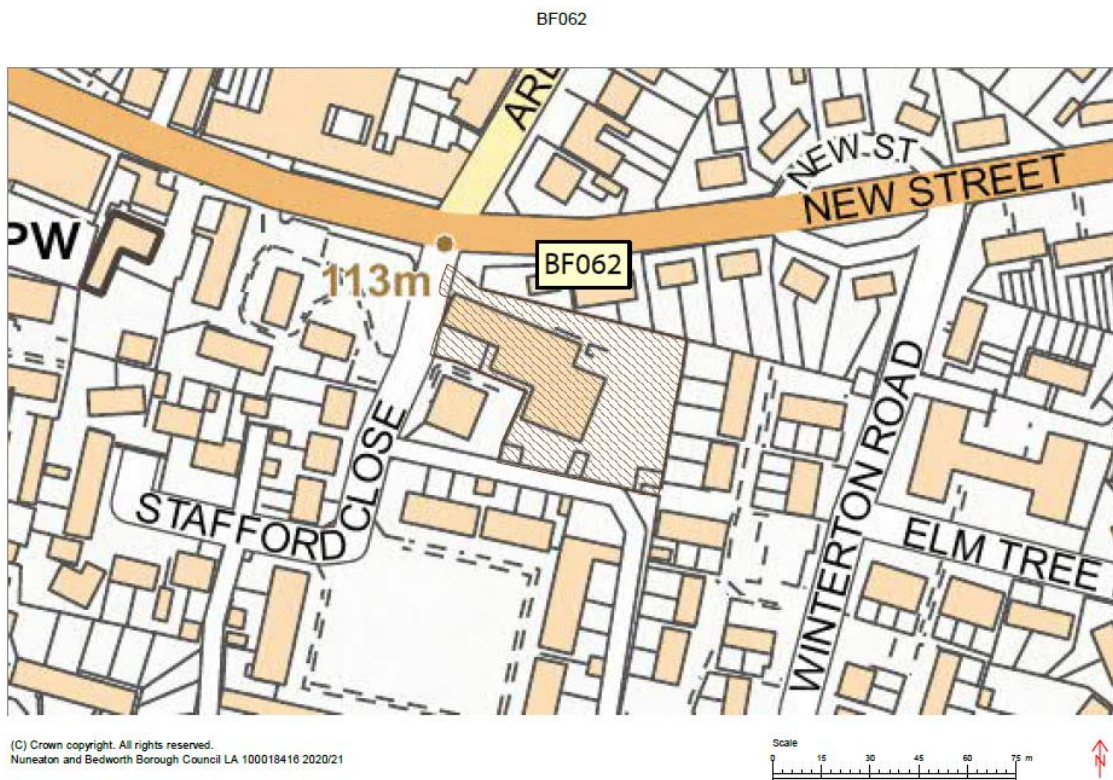 BF062
ARL
NEW ST
NEW STREET
PW
113m
BF062
STAFFORD CLOSE
WINTERTON ROAD
ELM TREE
(C) Crown copyright. All rights reserved.
Nuneaton and Bedworth Borough Council LA 100018416 2020/21
Scale
0 15 30 45 60 75 m
N